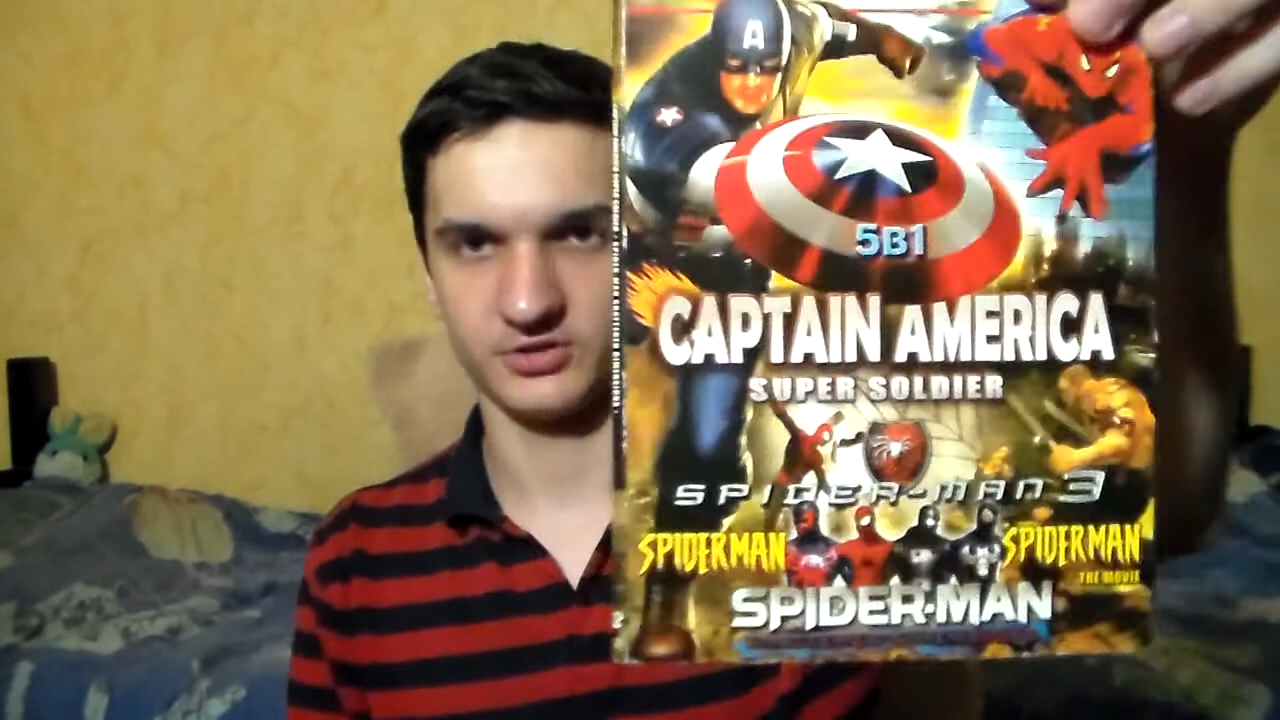 A
5в1
CAPTAIN AMERICA
SUPER SOLDIER
SPIDER-MAN 3
SPIDERMAN
SPIDERMAN
THE MOVIE
SPIDER-MAN